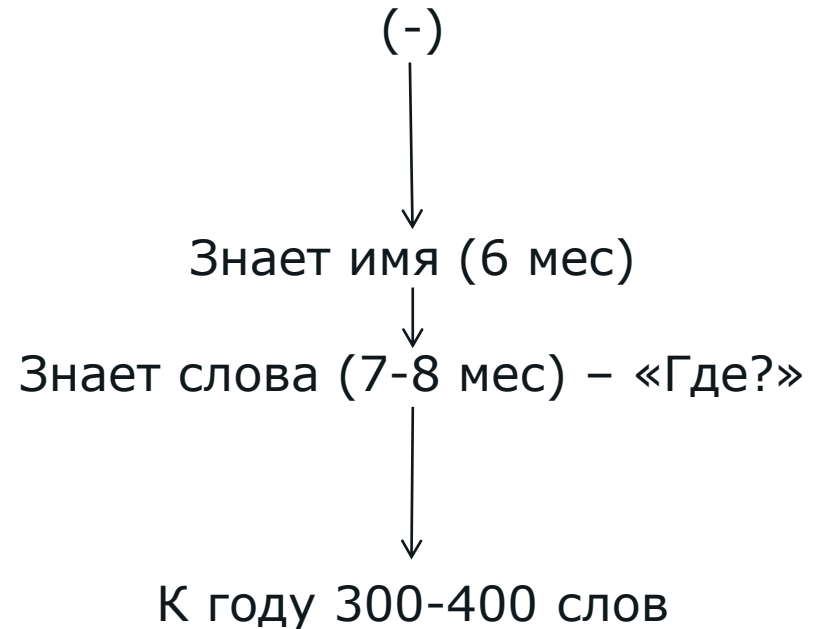 (-)
Знает имя (6 мес)
Знает слова (7-8 мес) – «Где?»
К году 300-400 слов